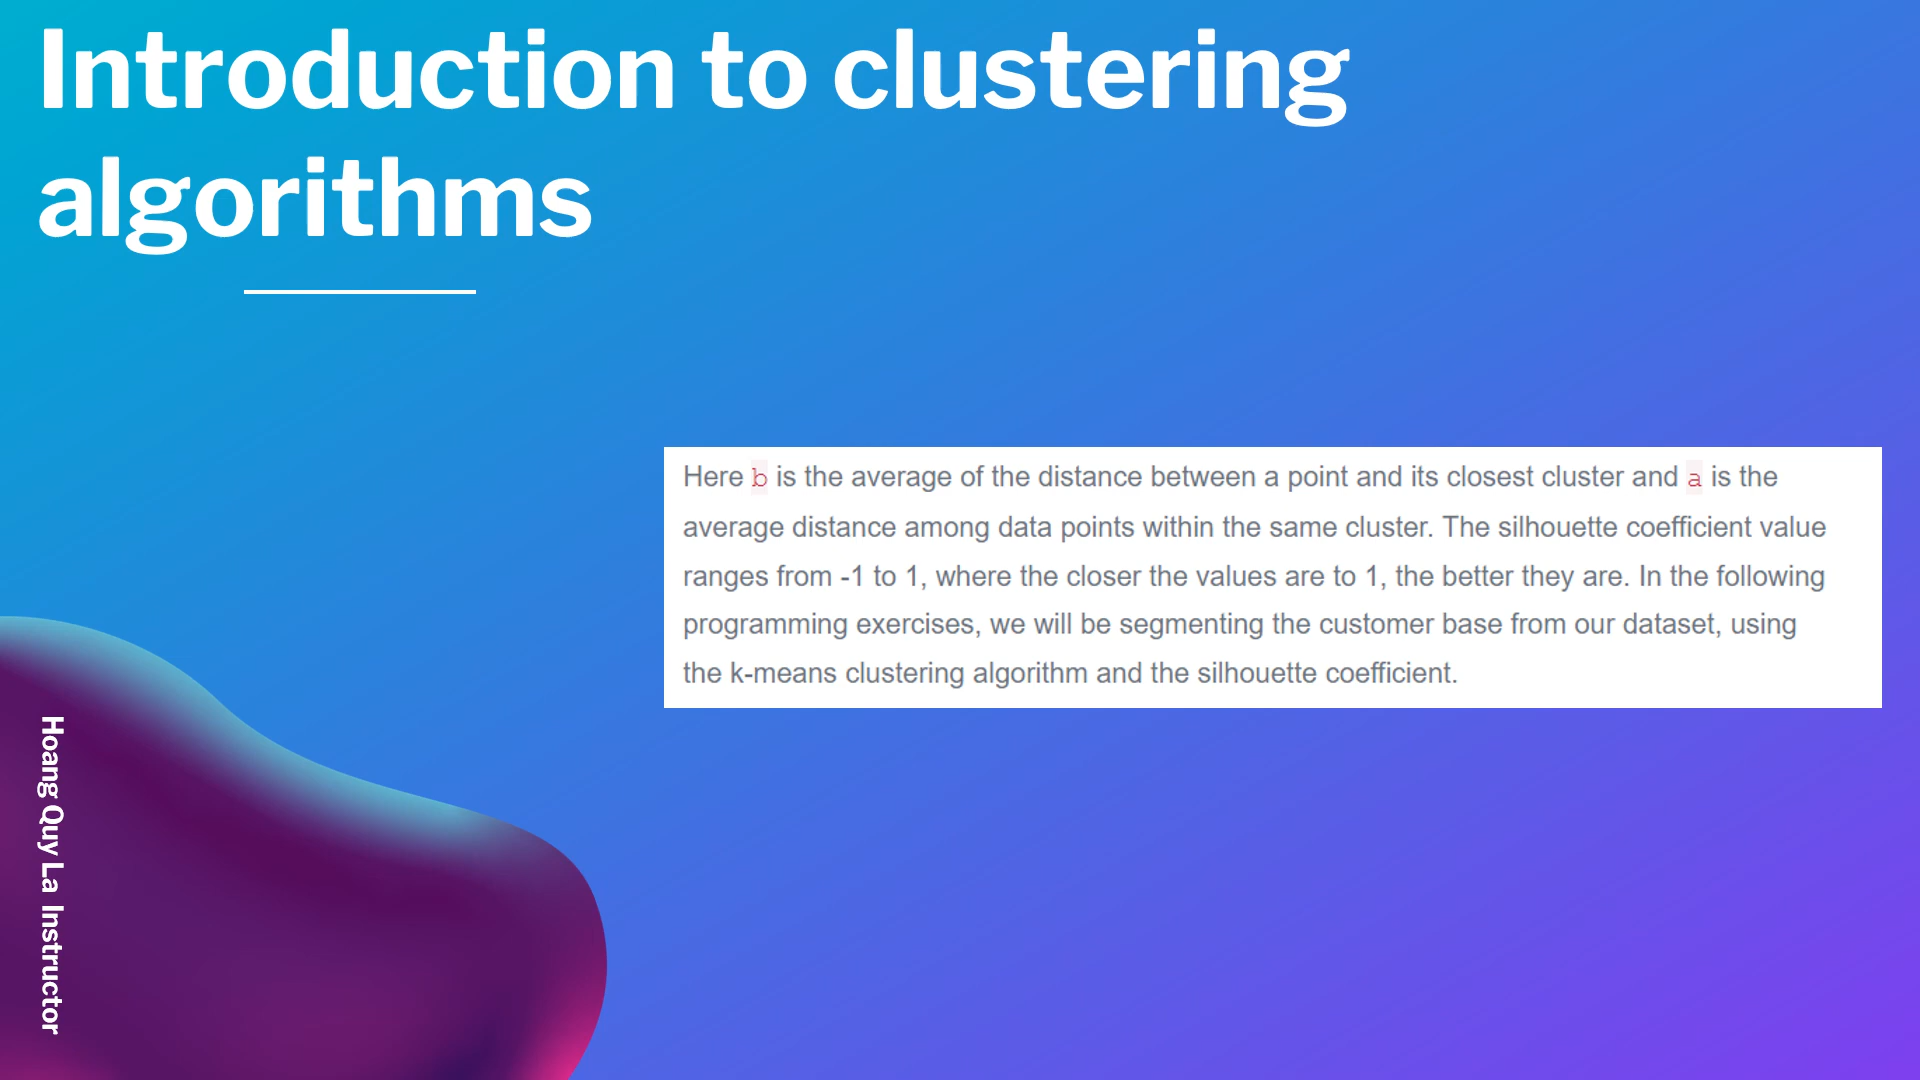 Introduction to clustering
algorithms
Here b is the average of the distance between a point and its closest cluster and a is the
average distance among data points within the same cluster. The silhouette coefficient value
ranges from -1 to 1, where the closer the values are to 1, the better they are. In the following
programming exercises, we will be segmenting the customer base from our dataset, using
the k-means clustering algorithm and the silhouette coefficient.
Hoang Quy La Instructor